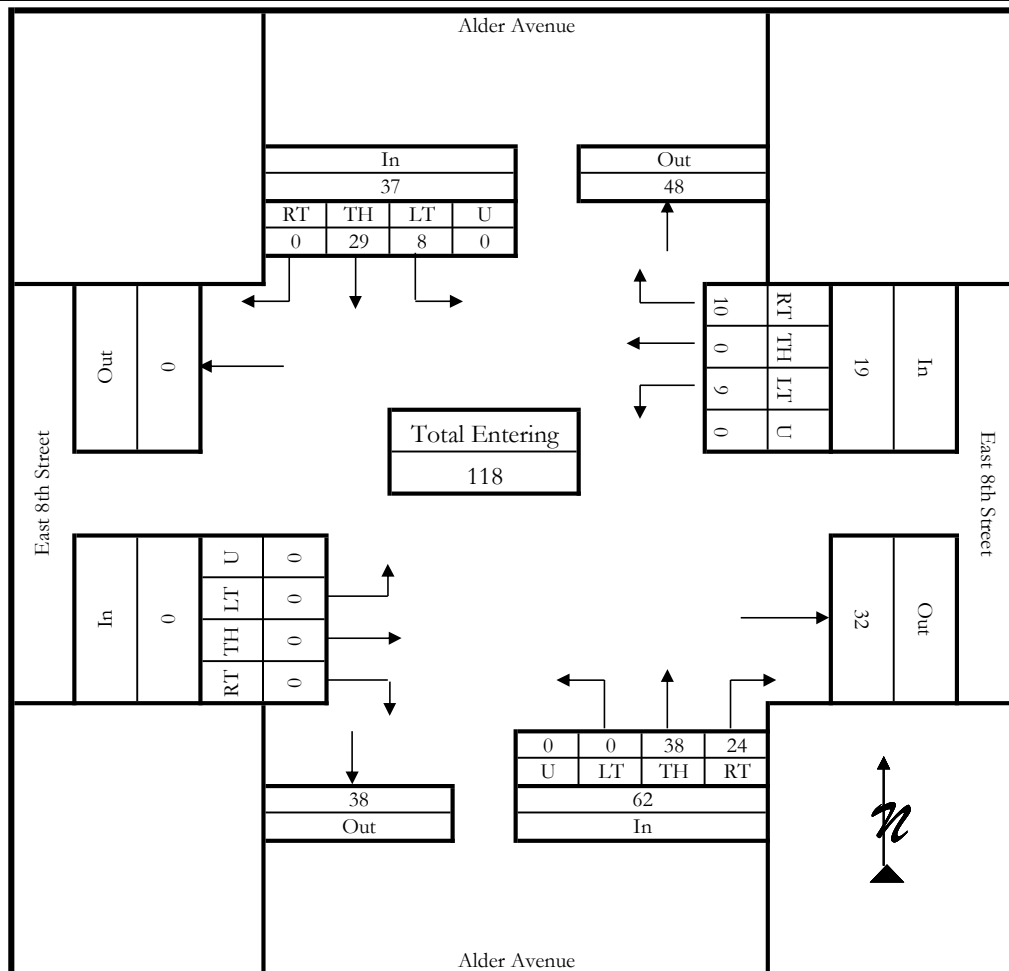 Alder Avenue
In
37
RT TH LT U
0 29 8 0
Out
48
Out 0
East 8th Street
10 RT
0 TH
9 LT
0 U
19 In
East 8th Street
Total Entering
118
In 0
U 0
LT 0
TH 0
RT 0
32 Out
38
Out
0 0 38 24
U LT TH RT
62
In
N
Alder Avenue